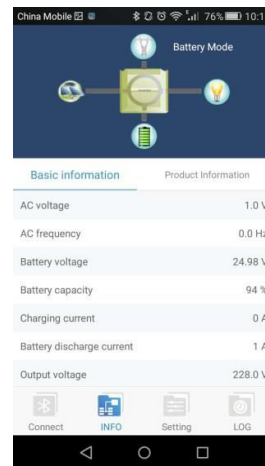 China Mobile 76% 10:1
Battery Mode
Basic information Product Information
AC voltage 1.0 V
AC frequency 0.0 Hz
Battery voltage 24.98 V
Battery capacity 94 %
Charging current 0 A
Battery discharge current 1 A
Output voltage 228.0 V
Connect INFO Setting LOG